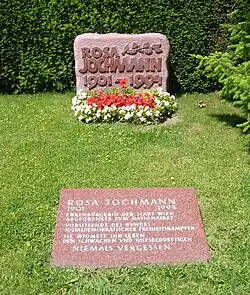 ROSA
JOCHMANN
1901 - 1994
ROSA JOCHMANN
1901 1994
EHRENBÜRGERIN DER STADT WIEN
ABGEORDNETE ZUM NATIONALRAT
VORSITZENDE DES BUNDES
SOZIALDEMOKRATISCHER FREIHEITSKÄMPFER
SIE WIDMETE IHR LEBEN
DEN SCHWACHEN UND HILFSBEDÜRFTIGEN
NIEMALS VERGESSEN